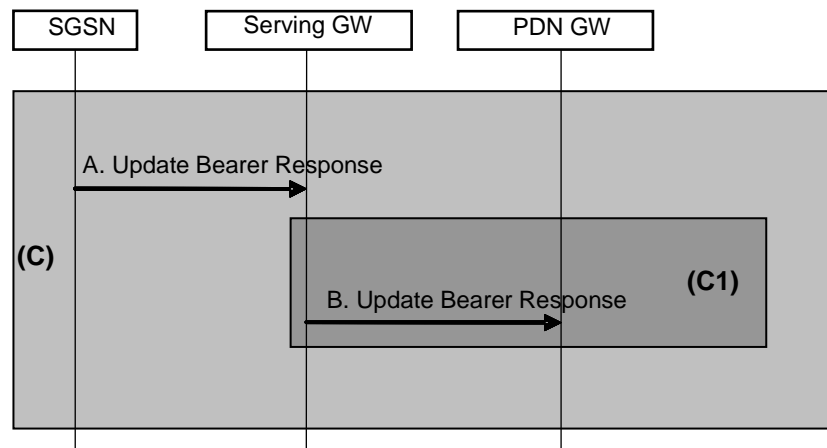 SGSN
Serving GW
PDN GW
A. Update Bearer Response
(C)
(C1)
B. Update Bearer Response